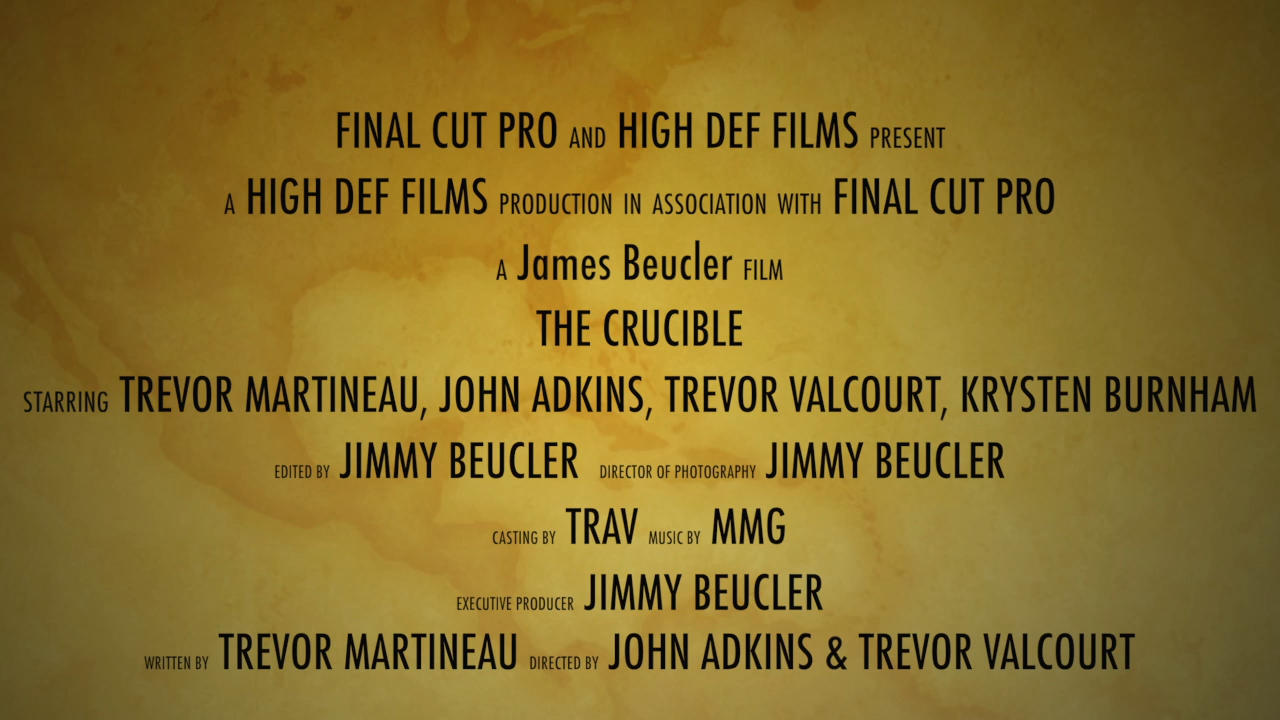 FINAL CUT PRO AND HIGH DEF FILMS PRESENT
A HIGH DEF FILMS PRODUCTION IN ASSOCIATION WITH FINAL CUT PRO
A James Beucler FILM
THE CRUCIBLE
STARRING TREVOR MARTINEAU, JOHN ADKINS, TREVOR VALCOURT, KRYSTEN BURNHAM
EDITED BY JIMMY BEUCLER DIRECTOR OF PHOTOGRAPHY JIMMY BEUCLER
CASTING BY TRAV MUSIC BY MMG
EXECUTIVE PRODUCER JIMMY BEUCLER
WRITTEN BY TREVOR MARTINEAU DIRECTED BY JOHN ADKINS & TREVOR VALCOURT